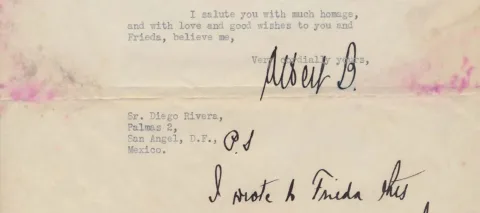 I salute you with much homage,
and with love and good wishes to you and
Frieda, believe me,
Very cordially yours,
Albert B.
Sr. Diego Rivera,
Palmas 2,
San Angel, D.F.,
Mexico.
P.S
I wrote to Frieda this